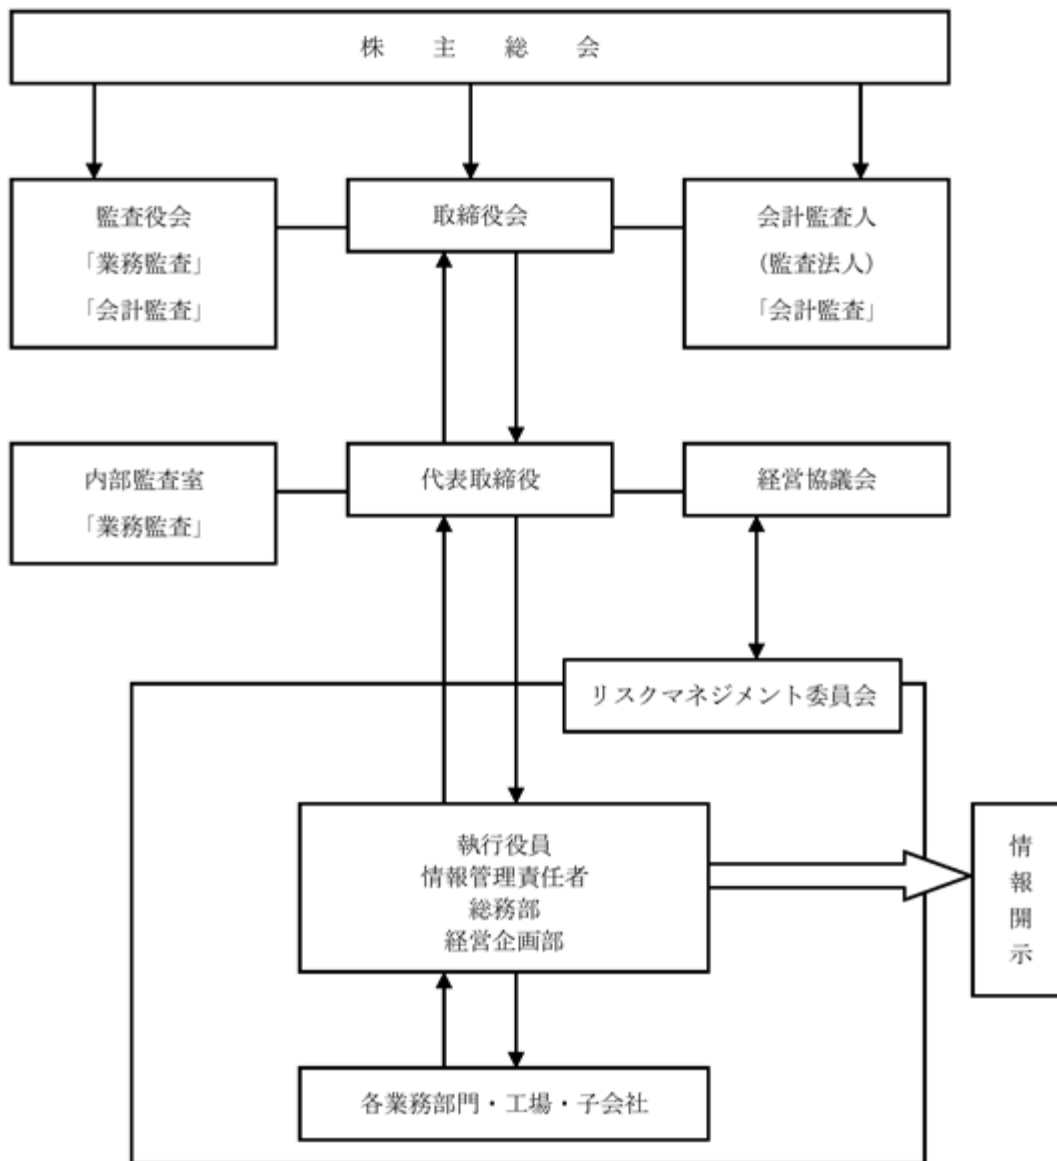 株主総会
監査役会
「業務監査」
「会計監査」
取締役会
会計監査人
(監査法人)
「会計監査」
内部監査室
「業務監査」
代表取締役
経営協議会
リスクマネジメント委員会
執行役員
情報管理責任者
総務部
経営企画部
情報開示
各業務部門・工場・子会社